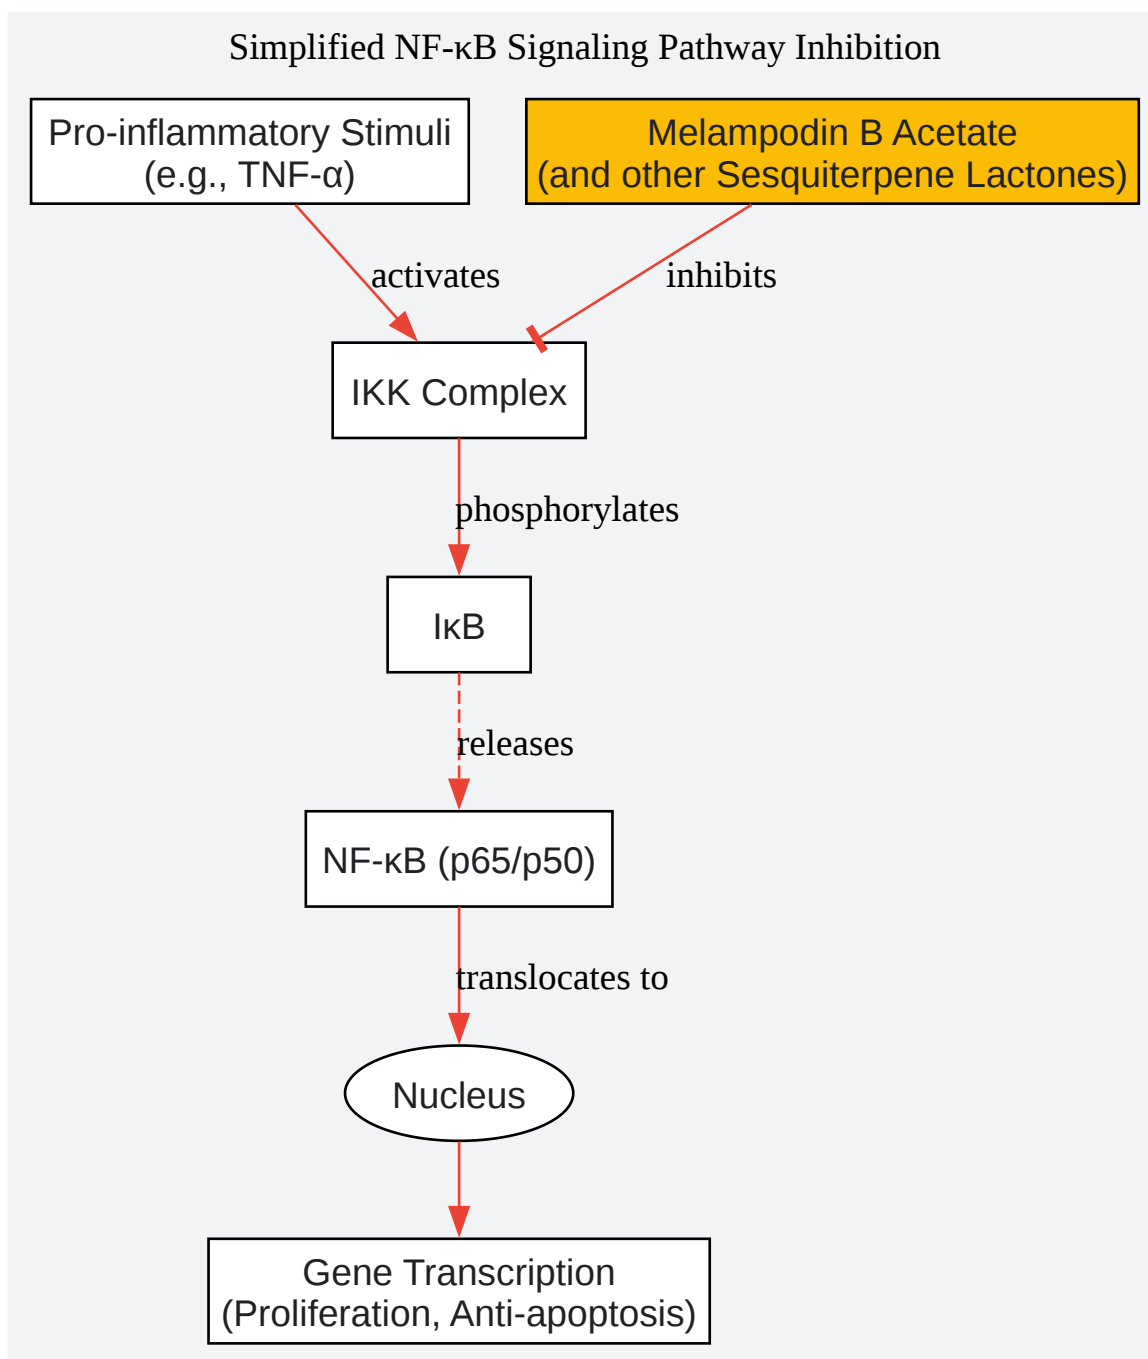 Simplified NF-κB Signaling Pathway Inhibition
Pro-inflammatory Stimuli
(e.g., TNF-α)
Melampodin B Acetate
(and other Sesquiterpene Lactones)
activates
inhibits
IKK Complex
phosphorylates
IκB
releases
NF-κB (p65/p50)
translocates to
Nucleus
Gene Transcription
(Proliferation, Anti-apoptosis)